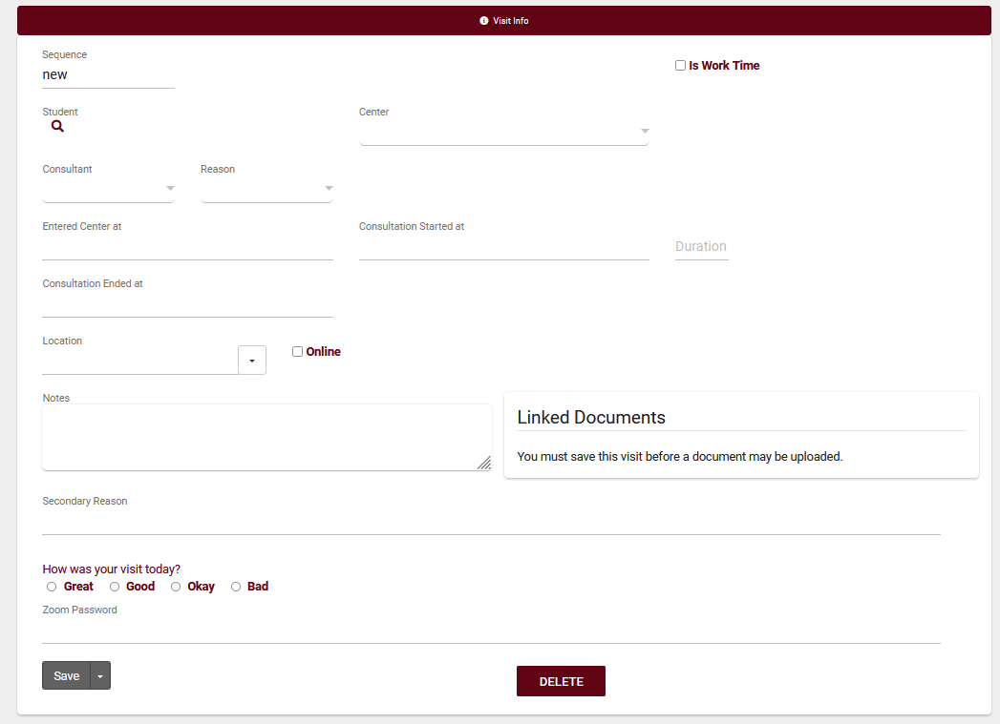 Visit Info
Sequence
new
Is Work Time
Student
Center
Consultant
Reason
Entered Center at
Consultation Started at
Duration
Consultation Ended at
Location
Online
Notes
Linked Documents
You must save this visit before a document may be uploaded.
Secondary Reason
How was your visit today?
Great Good Okay Bad
Zoom Password
Save
DELETE